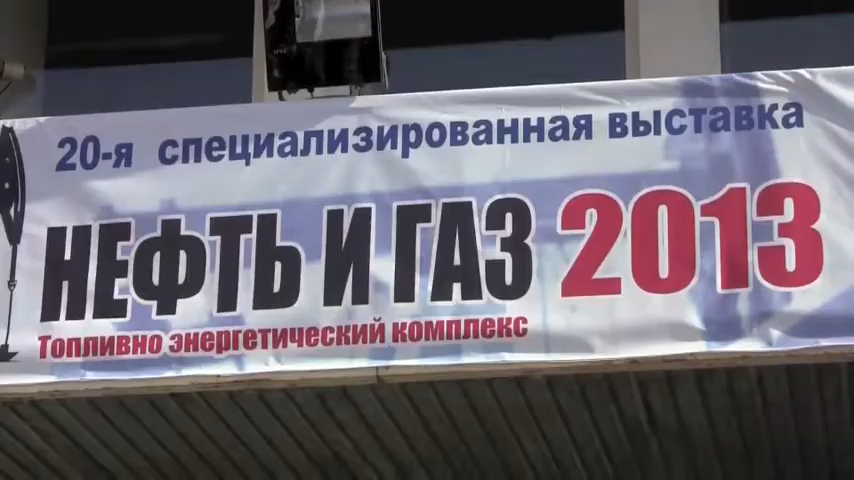 20-я специализированная выставка
НЕФТЬ И ГАЗ 2013
Топливно энергетический комплекс